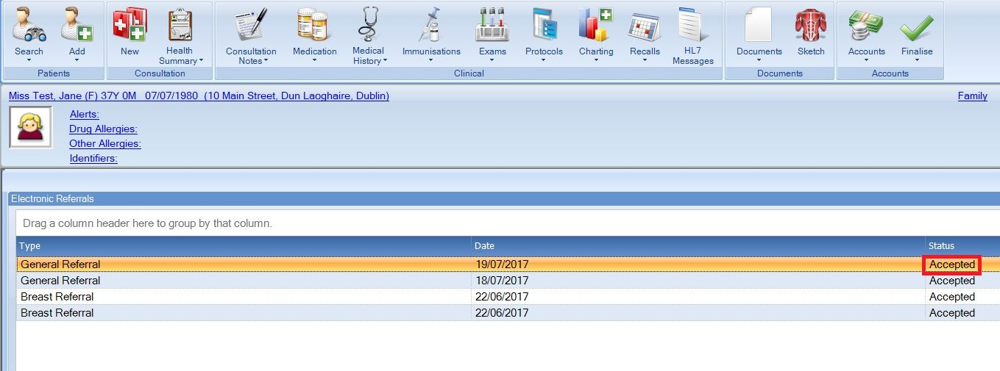 Search Add New Health Summary Consultation Notes Medication Medical History Immunisations Exams Protocols Charting Recalls HL7 Messages Documents Sketch Accounts Finalise
Patients Consultation Clinical Documents Accounts
Miss Test, Jane (F) 37Y 0M 07/07/1980 (10 Main Street, Dun Laoghaire, Dublin) Family
Alerts:
Drug Allergies:
Other Allergies:
Identifiers:
Electronic Referrals
Drag a column header here to group by that column.
Type Date Status
General Referral 19/07/2017 Accepted
General Referral 18/07/2017 Accepted
Breast Referral 22/06/2017 Accepted
Breast Referral 22/06/2017 Accepted